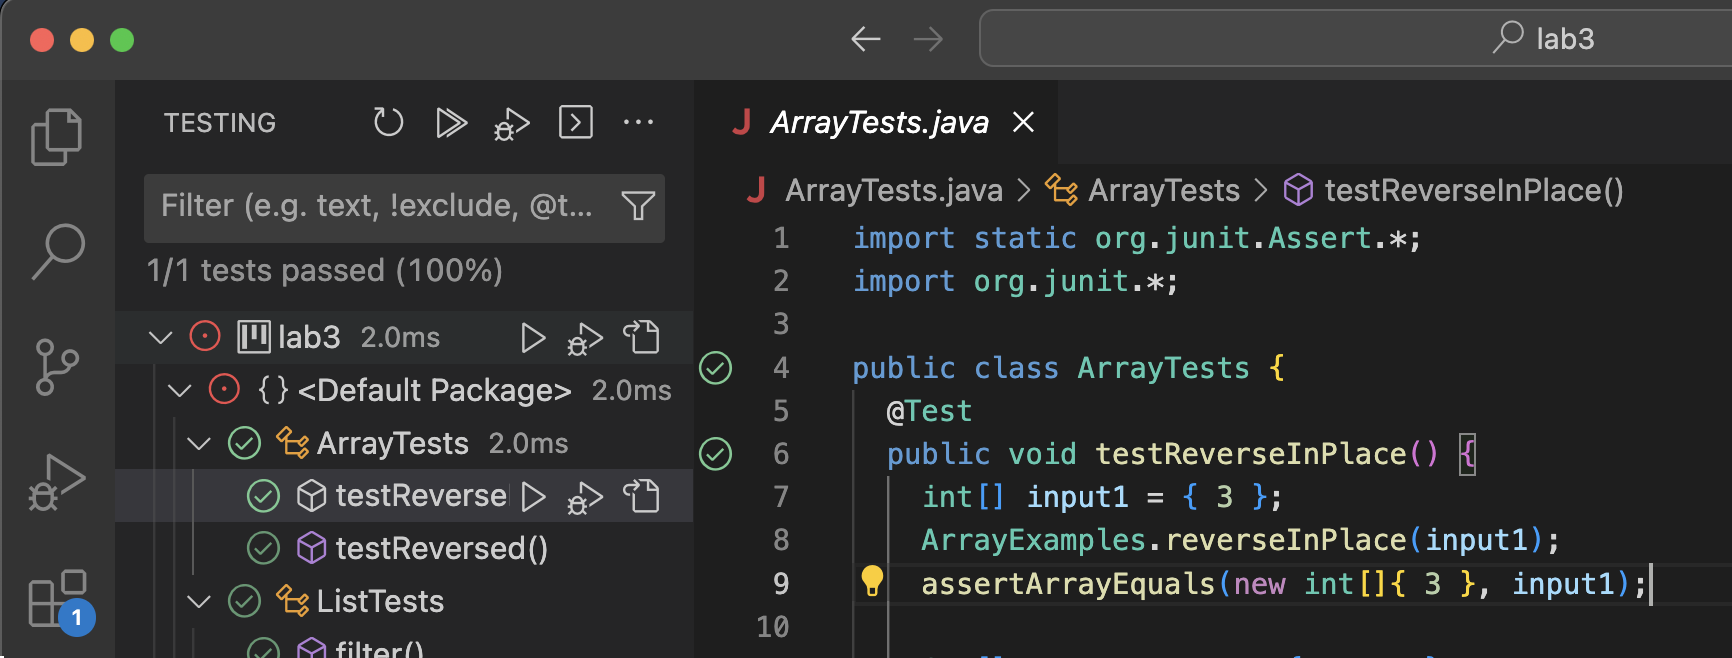 lab3
TESTING
ArrayTests.java
Filter (e.g. text, !exclude, @t...
1/1 tests passed (100%)
lab3 2.0ms
{} <Default Package> 2.0ms
ArrayTests 2.0ms
testReverse
testReversed()
ListTests
filter()
1
ArrayTests.java > ArrayTests > testReverseInPlace()
1 import static org.junit.Assert.*;
2 import org.junit.*;
3
4 public class ArrayTests {
5 @Test
6 public void testReverseInPlace() {
7 int[] input1 = { 3 };
8 ArrayExamples.reverseInPlace(input1);
9 assertArrayEquals(new int[]{ 3 }, input1);
10